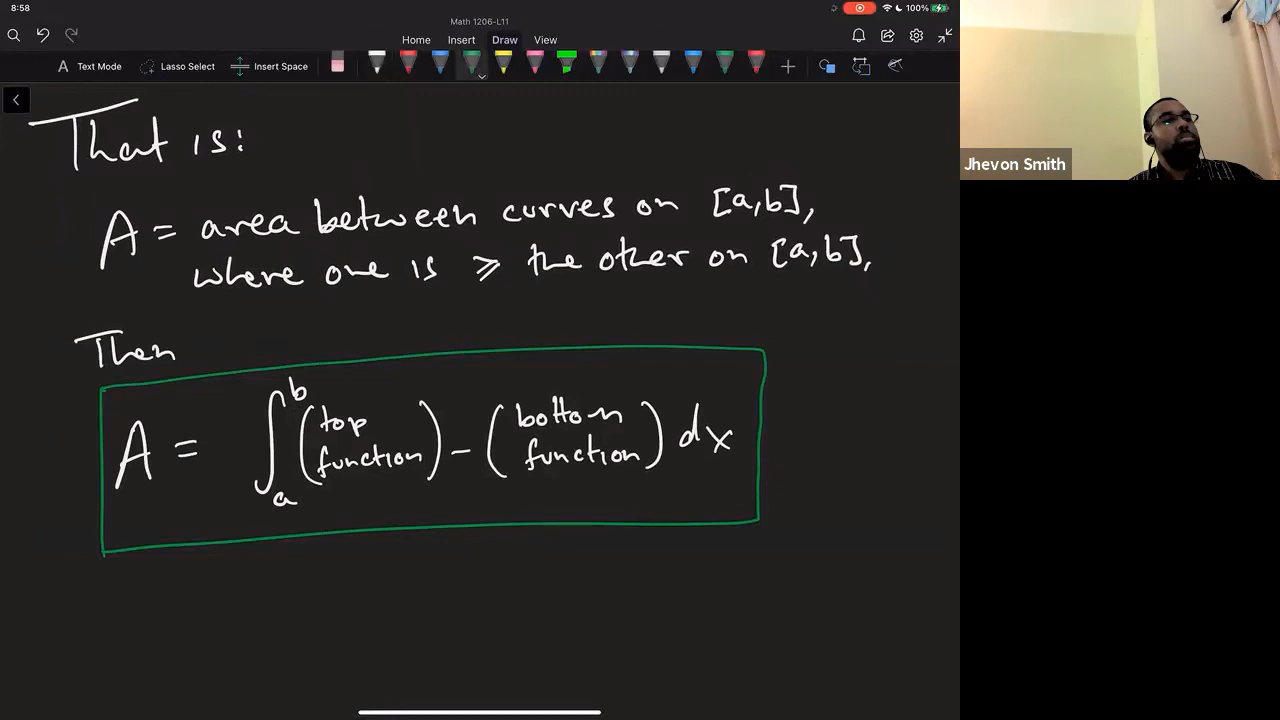 8:58
100%
Math 1206-L11
Home Insert Draw View
Text Mode Lasso Select Insert Space
Jhevon Smith
That is:
A = area between curves on [a,b],
where one is ⩾ the other on [a,b],
Then
A = ∫_a^b (top function) - (bottom function) dx